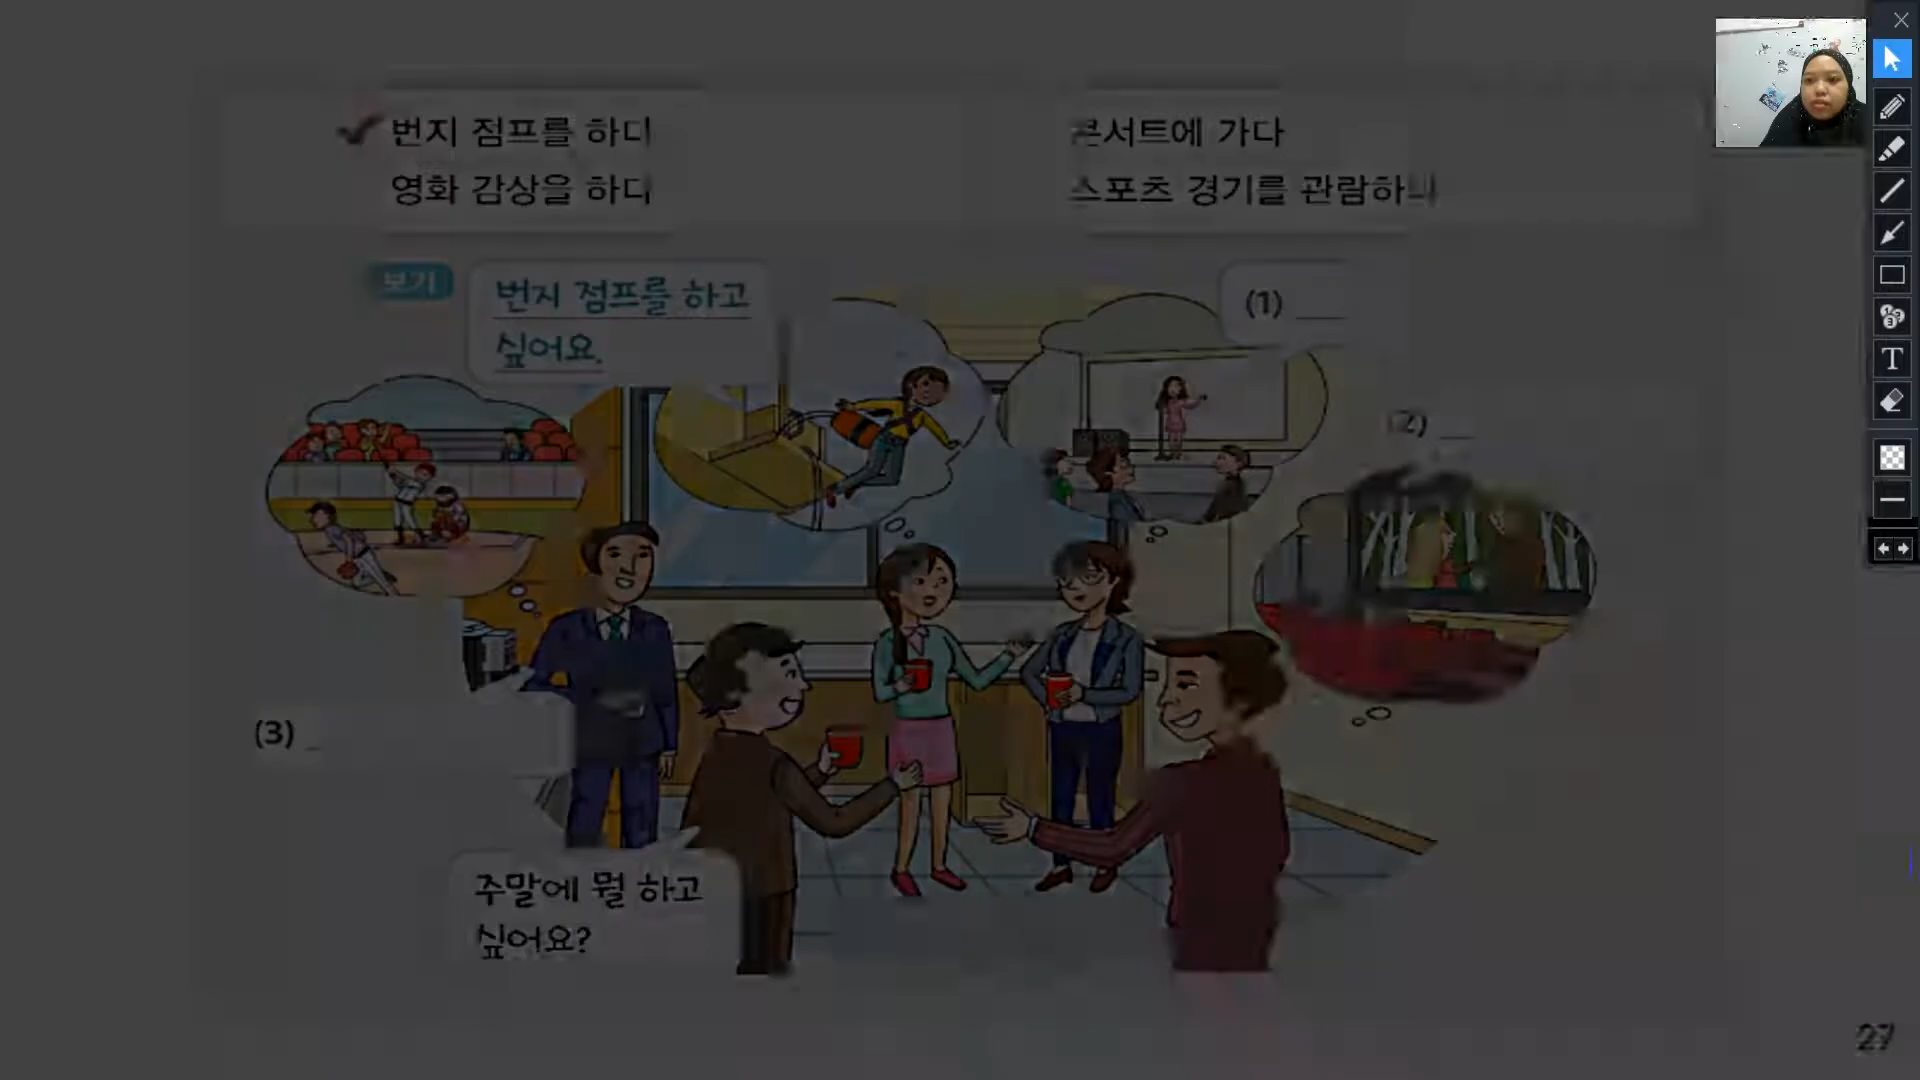 번지 점프를 하다
영화 감상을 하다
콘서트에 가다
스포츠 경기를 관람하다
보기
번지 점프를 하고
싶어요.
(1)
(2)
(3)
주말에 뭘 하고
싶어요?
27
T